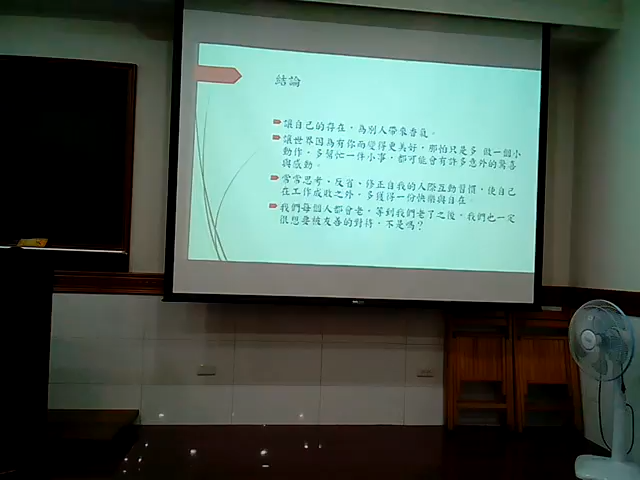 結論
讓自己的存在，為別人帶來香氣。
讓世界因為有你而變得更美好，那怕只是多 做一個小
動作、多幫忙一件小事，都可能會有許多意外的驚喜
與感動。
常常思考、反省、修正自我的人際互動習慣，使自己
在工作成敗之外，多獲得一份快樂與自在。
我們每個人都會老，等到我們老了之後，我們也一定
很想要被友善的對待，不是嗎？